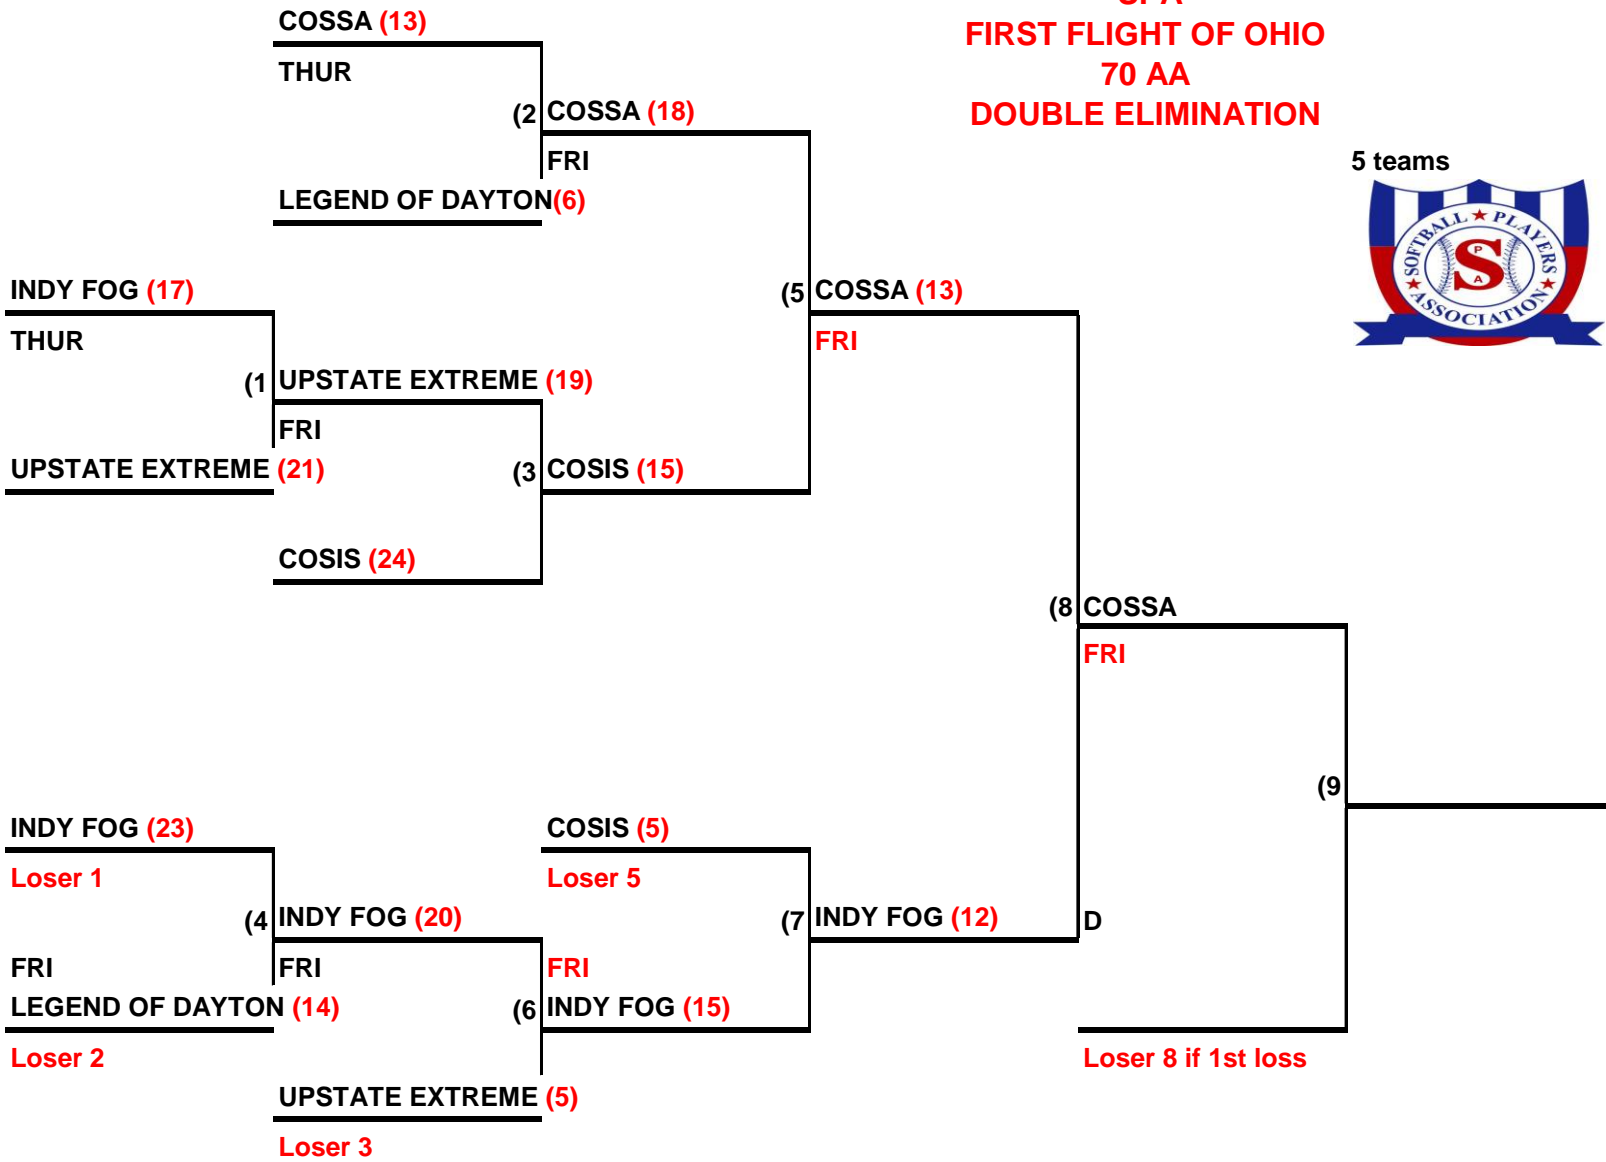 FIRST FLIGHT OF OHIO
70 AA
DOUBLE ELIMINATION
5 teams
SOFTBALL ★ PLAYERS ★ ASSOCIATION ★
P
S
A
COSSA (13)
THUR
(2 COSSA (18)
FRI
LEGEND OF DAYTON(6)
INDY FOG (17)
(5 COSSA (13)
THUR
FRI
(1 UPSTATE EXTREME (19)
FRI
UPSTATE EXTREME (21)
(3 COSIS (15)
COSIS (24)
(8 COSSA
FRI
(9
INDY FOG (23)
COSIS (5)
Loser 1
Loser 5
(4 INDY FOG (20)
(7 INDY FOG (12)
D
FRI
FRI
FRI
LEGEND OF DAYTON (14)
(6 INDY FOG (15)
Loser 2
Loser 8 if 1st loss
UPSTATE EXTREME (5)
Loser 3